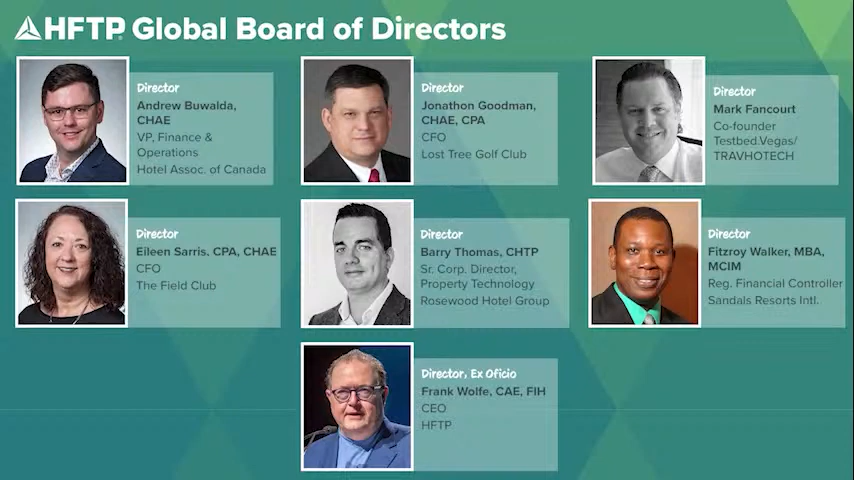 HFTP® Global Board of Directors
Director
Andrew Buwalda,
CHAE
VP, Finance &
Operations
Hotel Assoc. of Canada
Director
Jonathon Goodman,
CHAE, CPA
CFO
Lost Tree Golf Club
Director
Mark Fancourt
Co-founder
Testbed.Vegas/
TRAVHOTECH
Director
Eileen Sarris. CPA, CHAE
CFO
The Field Club
Director
Barry Thomas, CHTP
Sr. Corp. Director,
Property Technology
Rosewood Hotel Group
Director
Fitzroy Walker, MBA,
MCIM
Reg. Financial Controller
Sandals Resorts Intl.
Director, Ex Oficio
Frank Wolfe, CAE, FIH
CEO
HFTP